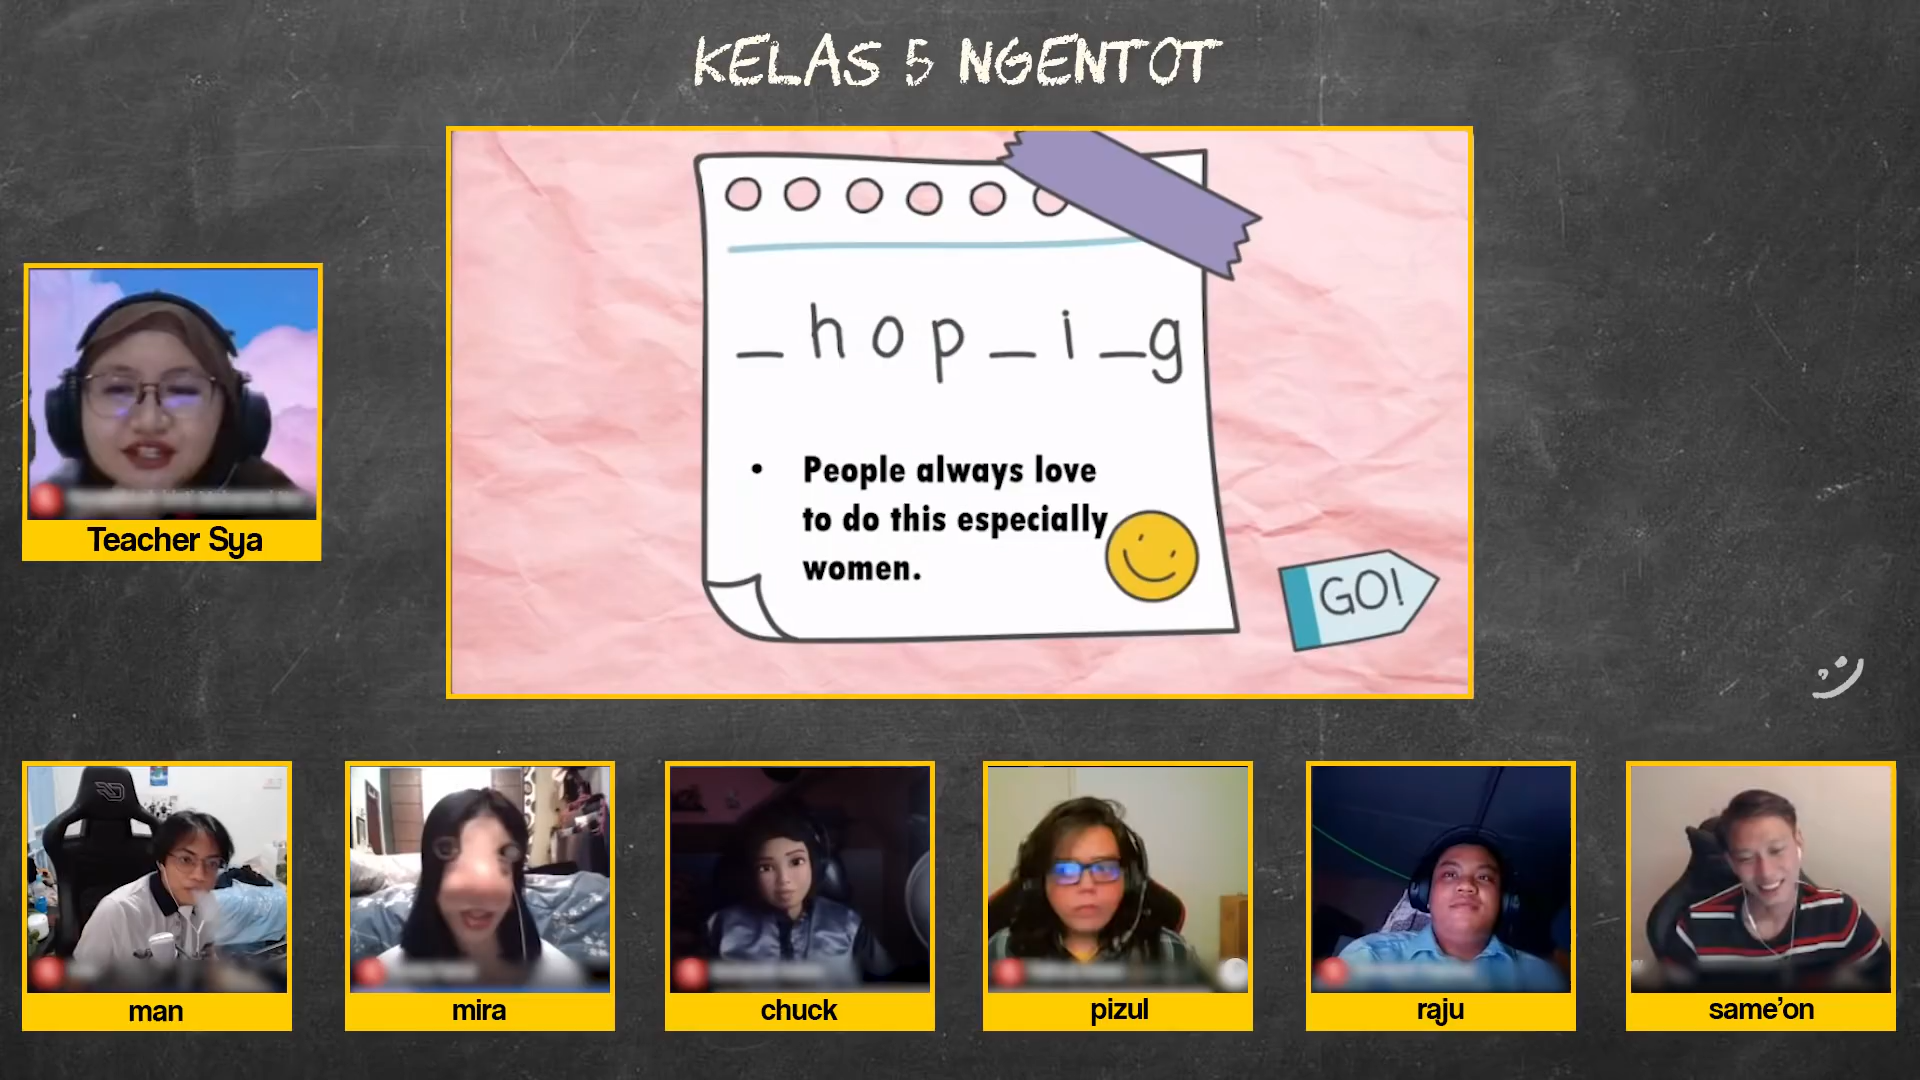 KELAS 5 NGENTOT
_ h o p _ i _ g
• People always love
to do this especially
women.
GO!
Teacher Sya
man
mira
chuck
pizul
raju
same'on